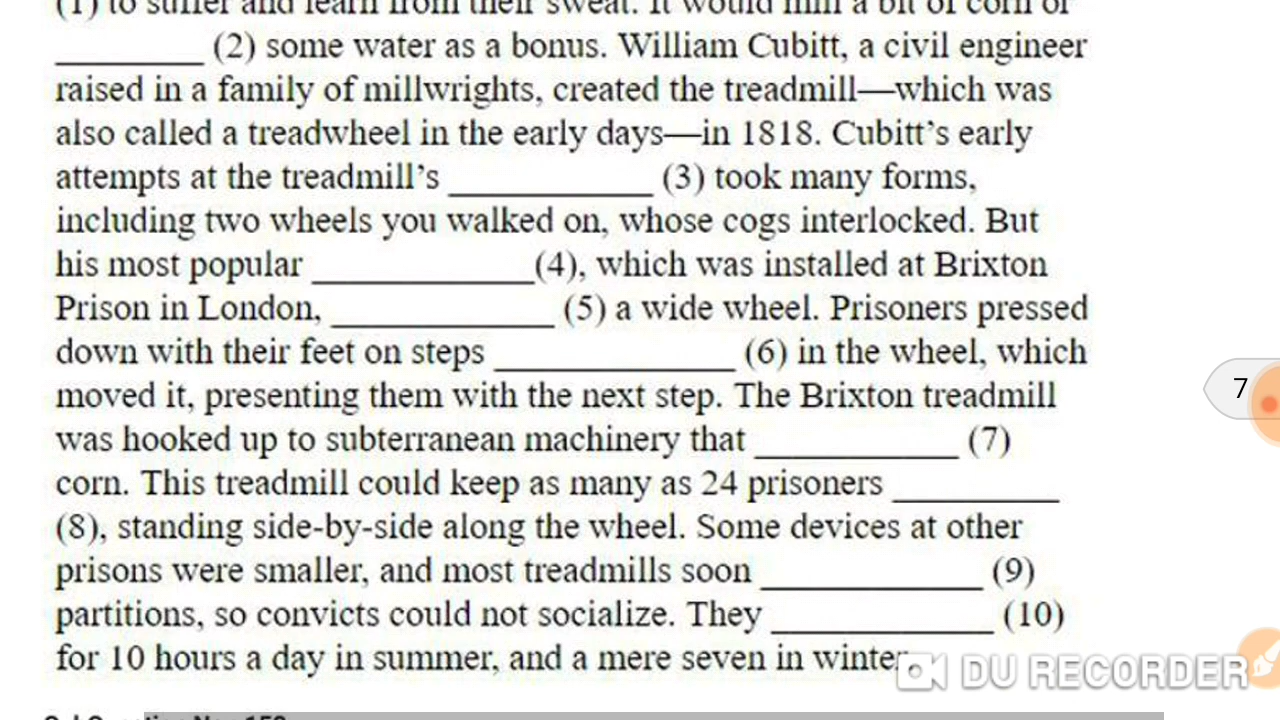 (1) to suffer and learn from their sweat. It would mill a bit of corn or
__________ (2) some water as a bonus. William Cubitt, a civil engineer
raised in a family of millwrights, created the treadmill—which was
also called a treadwheel in the early days—in 1818. Cubitt’s early
attempts at the treadmill’s ____________ (3) took many forms,
including two wheels you walked on, whose cogs interlocked. But
his most popular _____________(4), which was installed at Brixton
Prison in London, _____________ (5) a wide wheel. Prisoners pressed
down with their feet on steps ______________ (6) in the wheel, which
moved it, presenting them with the next step. The Brixton treadmill
was hooked up to subterranean machinery that ____________ (7)
corn. This treadmill could keep as many as 24 prisoners __________
(8), standing side-by-side along the wheel. Some devices at other
prisons were smaller, and most treadmills soon _____________ (9)
partitions, so convicts could not socialize. They _____________ (10)
for 10 hours a day in summer, and a mere seven in winter.
7
DU RECORDER